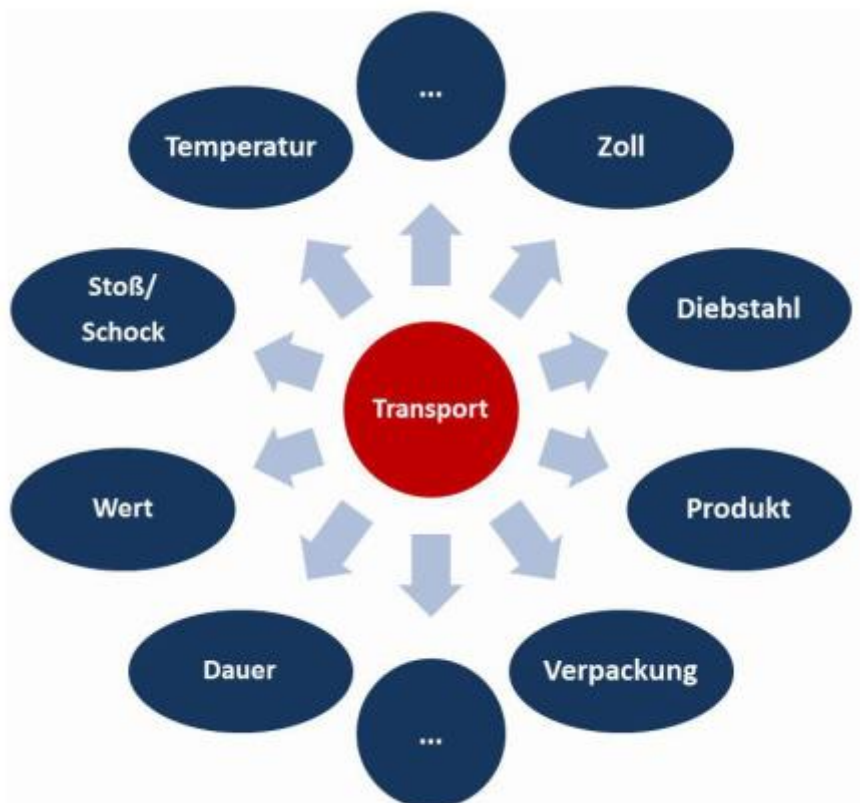 ...
Temperatur
Zoll
Stoß/
Schock
Diebstahl
Transport
Wert
Produkt
Dauer
Verpackung
...